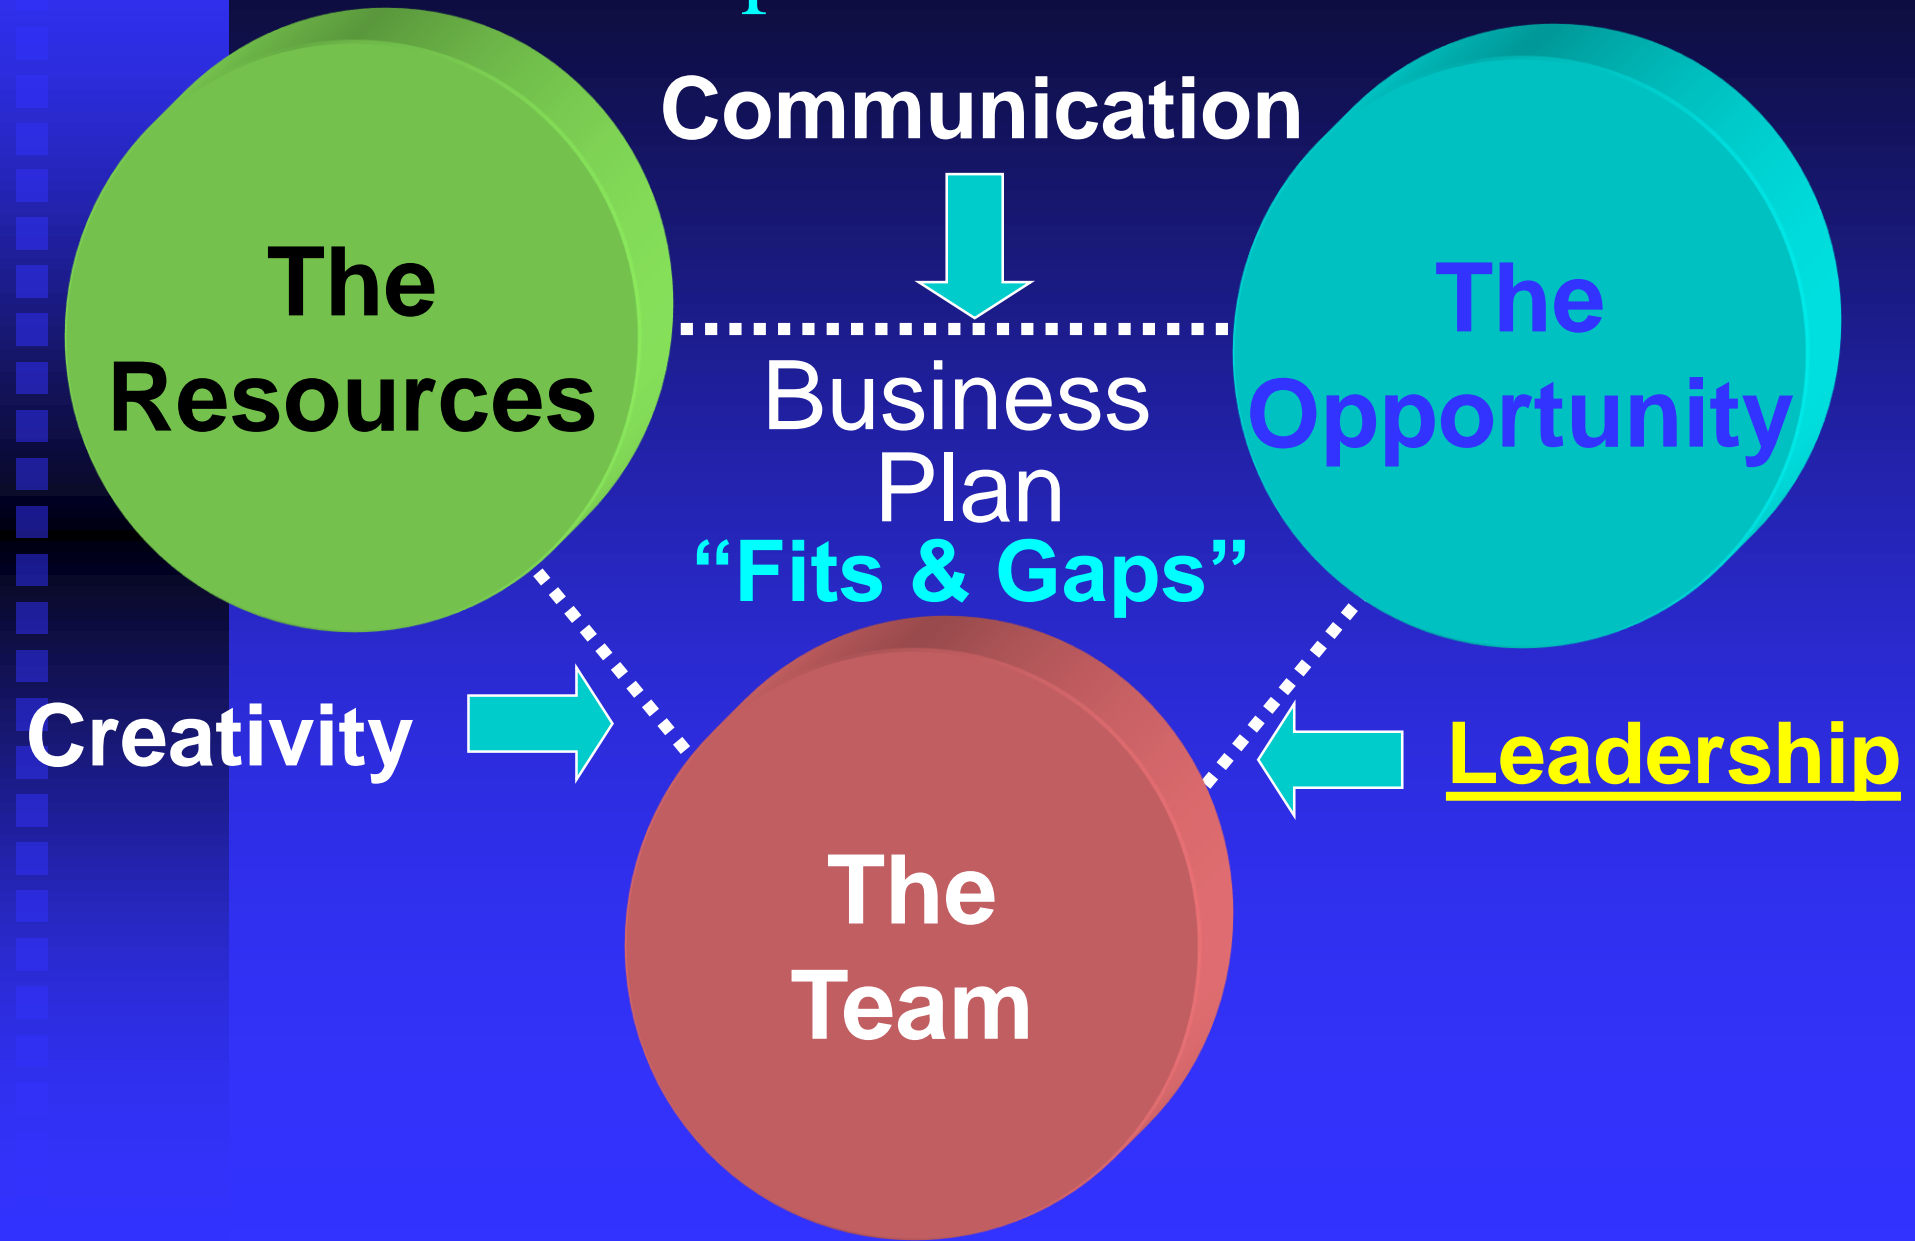 Communication
The
Resources
The
Opportunity
Business
Plan
“Fits & Gaps”
Creativity
Leadership
The
Team